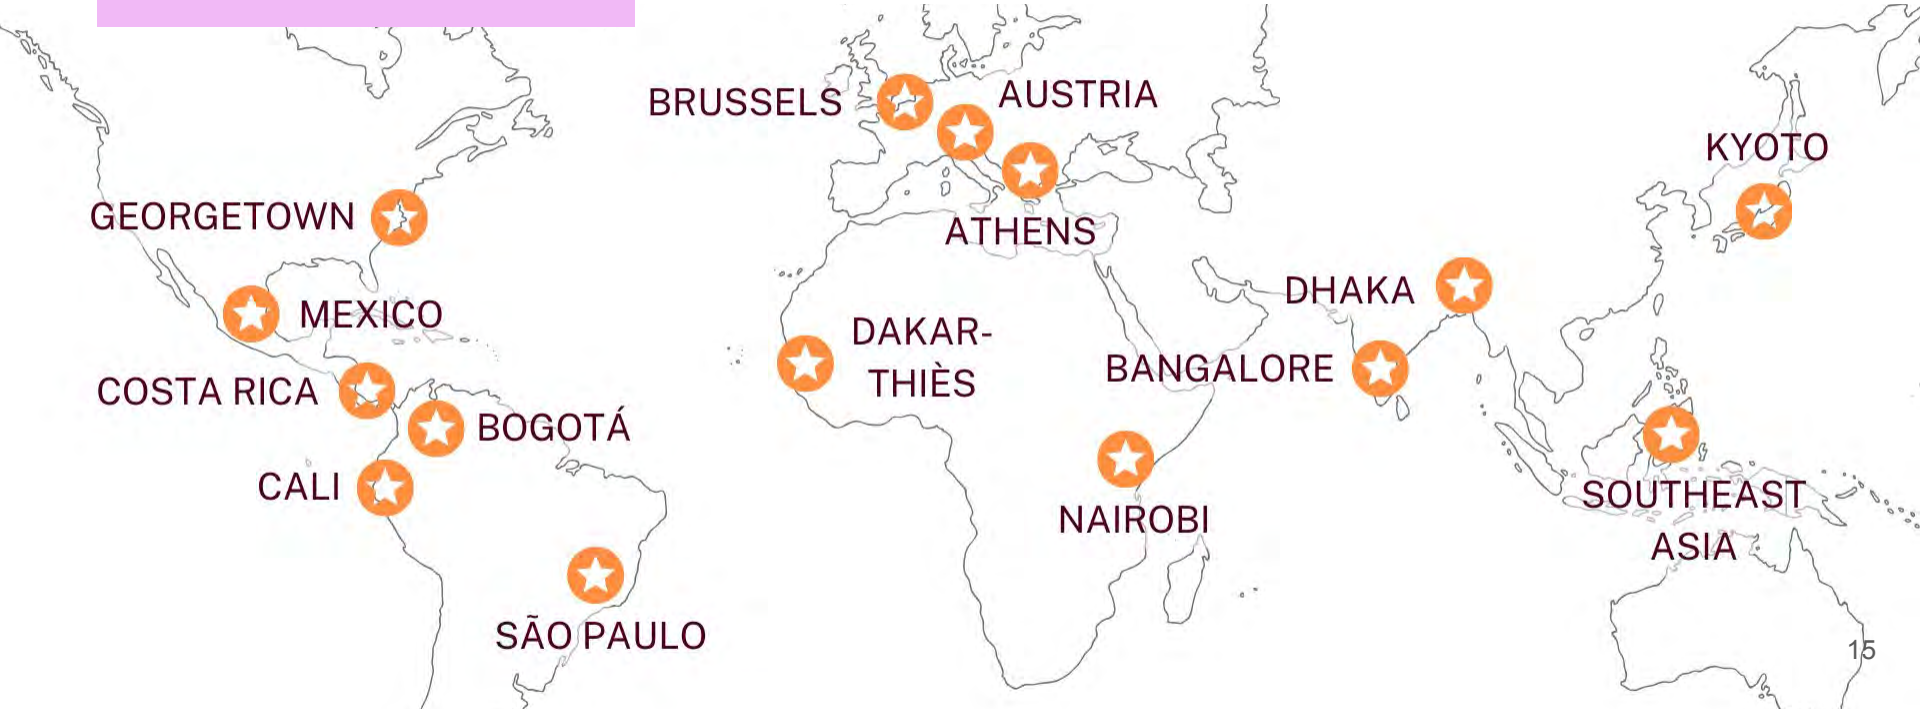 BRUSSELS
AUSTRIA
KYOTO
GEORGETOWN
ATHENS
DHAKA
MEXICO
DAKAR-
THIÈS
BANGALORE
COSTA RICA
BOGOTÁ
CALI
NAIROBI
SOUTHEAST
ASIA
SÃO PAULO
15